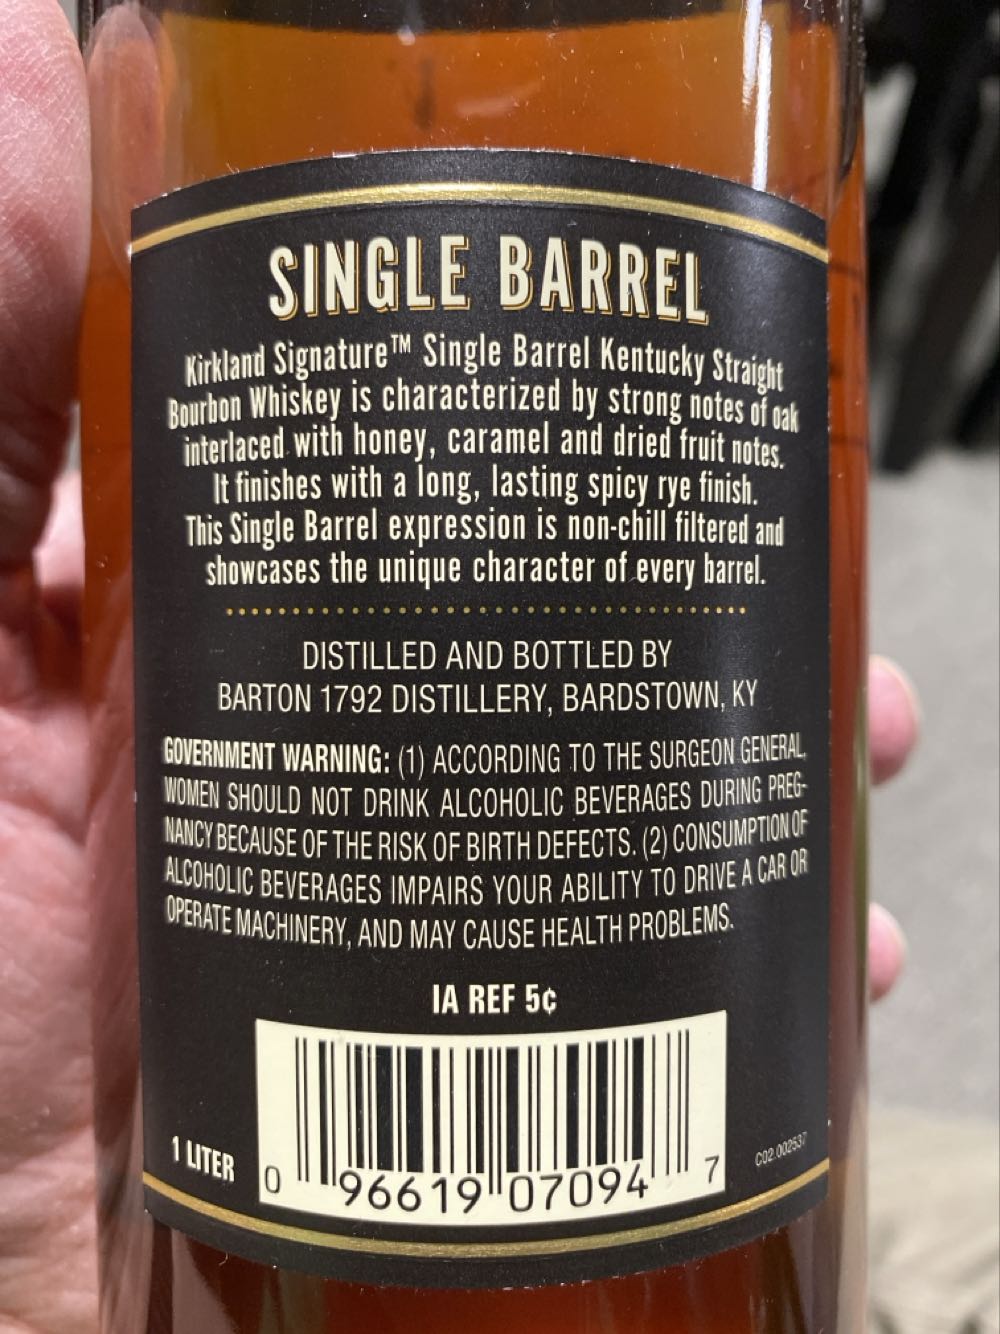 SINGLE BARREL
Kirkland Signature™ Single Barrel Kentucky Straight
Bourbon Whiskey is characterized by strong notes of oak
interlaced with honey, caramel and dried fruit notes.
It finishes with a long, lasting spicy rye finish.
This Single Barrel expression is non-chill filtered and
showcases the unique character of every barrel.
DISTILLED AND BOTTLED BY
BARTON 1792 DISTILLERY, BARDSTOWN, KY
GOVERNMENT WARNING: (1) ACCORDING TO THE SURGEON GENERAL,
WOMEN SHOULD NOT DRINK ALCOHOLIC BEVERAGES DURING PREG-
NANCY BECAUSE OF THE RISK OF BIRTH DEFECTS. (2) CONSUMPTION OF
ALCOHOLIC BEVERAGES IMPAIRS YOUR ABILITY TO DRIVE A CAR OR
OPERATE MACHINERY, AND MAY CAUSE HEALTH PROBLEMS.
IA REF 5¢
1 LITER
0 96619 07094 7
C02.002537